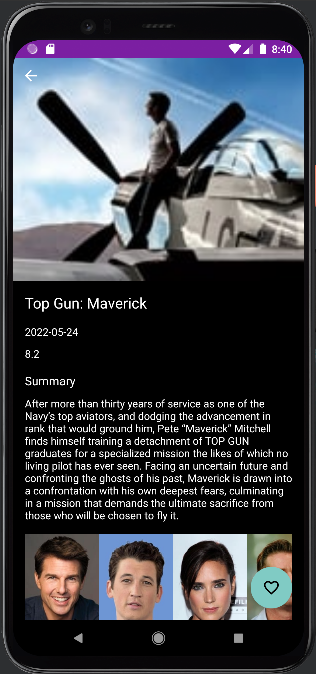 8:40
Top Gun: Maverick
2022-05-24
8.2
Summary
After more than thirty years of service as one of the
Navy's top aviators, and dodging the advancement in
rank that would ground him, Pete “Maverick” Mitchell
finds himself training a detachment of TOP GUN
graduates for a specialized mission the likes of which no
living pilot has ever seen. Facing an uncertain future and
confronting the ghosts of his past, Maverick is drawn into
a confrontation with his own deepest fears, culminating
in a mission that demands the ultimate sacrifice from
those who will be chosen to fly it.